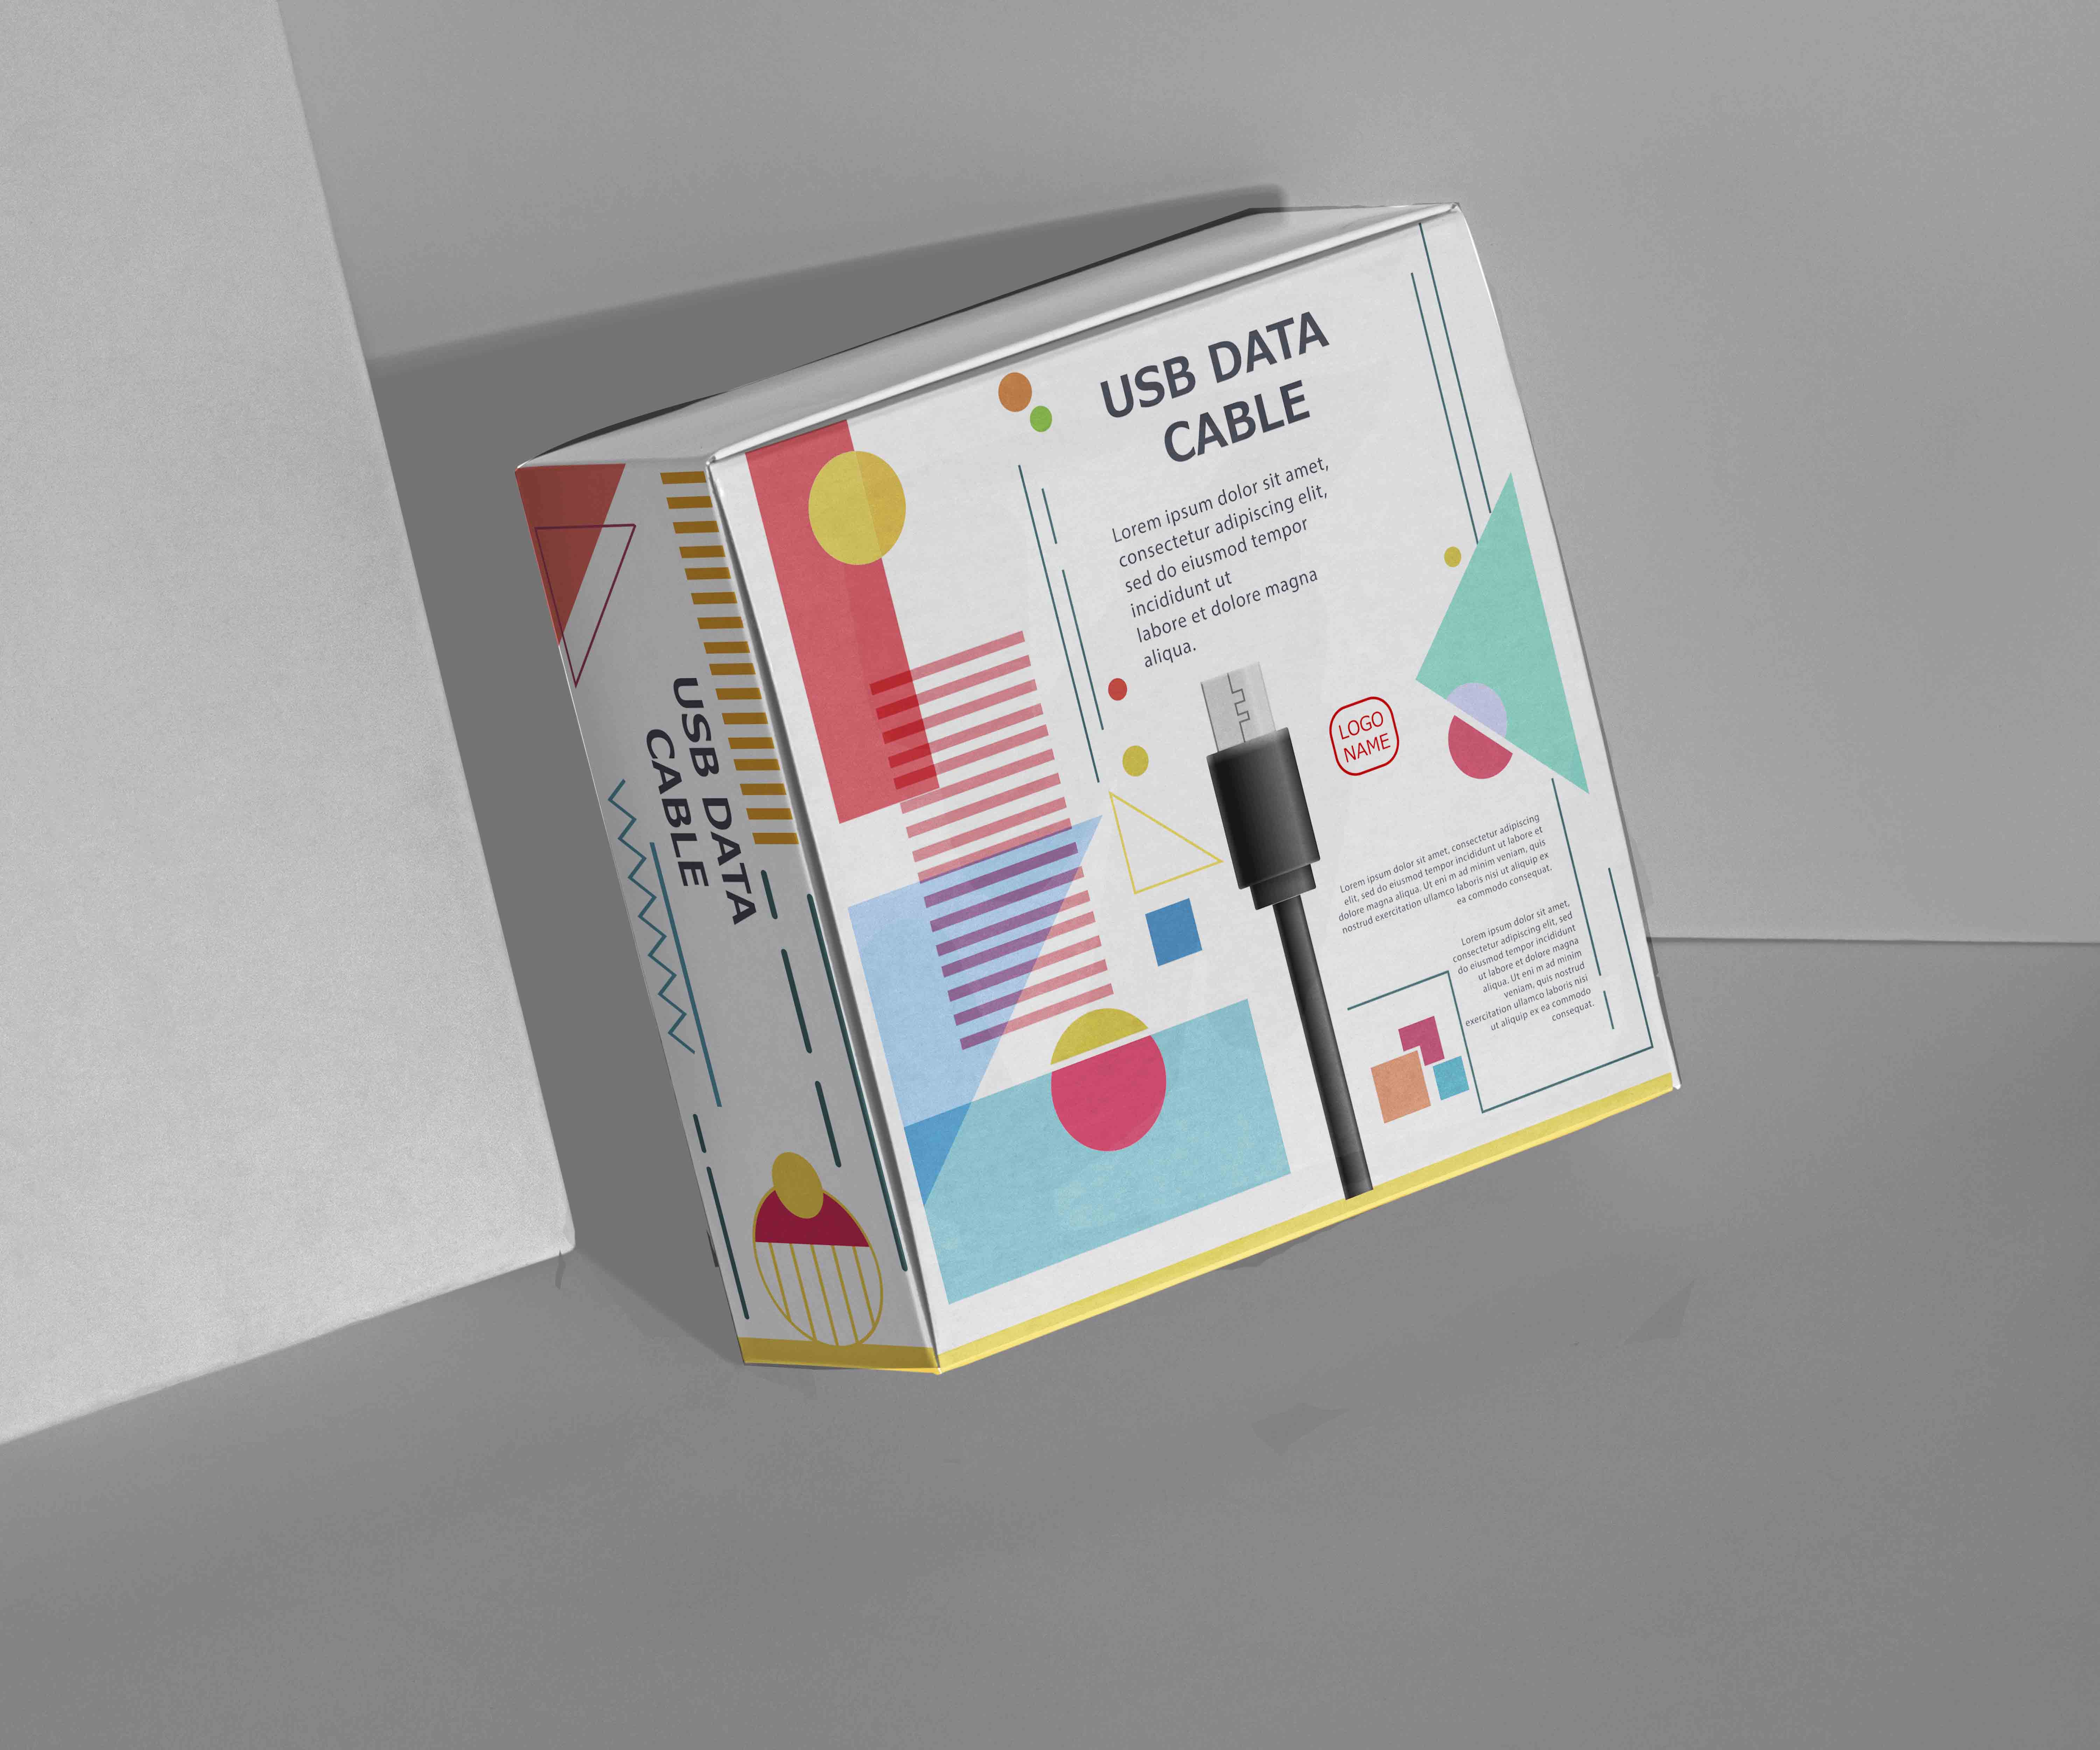 USB DATA
CABLE
Lorem ipsum dolor sit amet,
consectetur adipiscing elit,
sed do eiusmod tempor
incididunt ut
labore et dolore magna
aliqua.
LOGO
NAME
Lorem ipsum dolor sit amet, consectetur adipiscing
elit, sed do eiusmod tempor incididunt ut labore et
dolore magna aliqua. Ut eni m ad minim veniam, quis
nostrud exercitation ullamco laboris nisi ut aliquip ex
ea commodo consequat.
Lorem ipsum dolor sit amet,
consectetur adipiscing elit, sed
do eiusmod tempor incididunt
ut labore et dolore magna
aliqua. Ut eni m ad minim
veniam, quis nostrud
exercitation ullamco laboris nisi
ut aliquip ex ea commodo
consequat.
USB DATA
CABLE